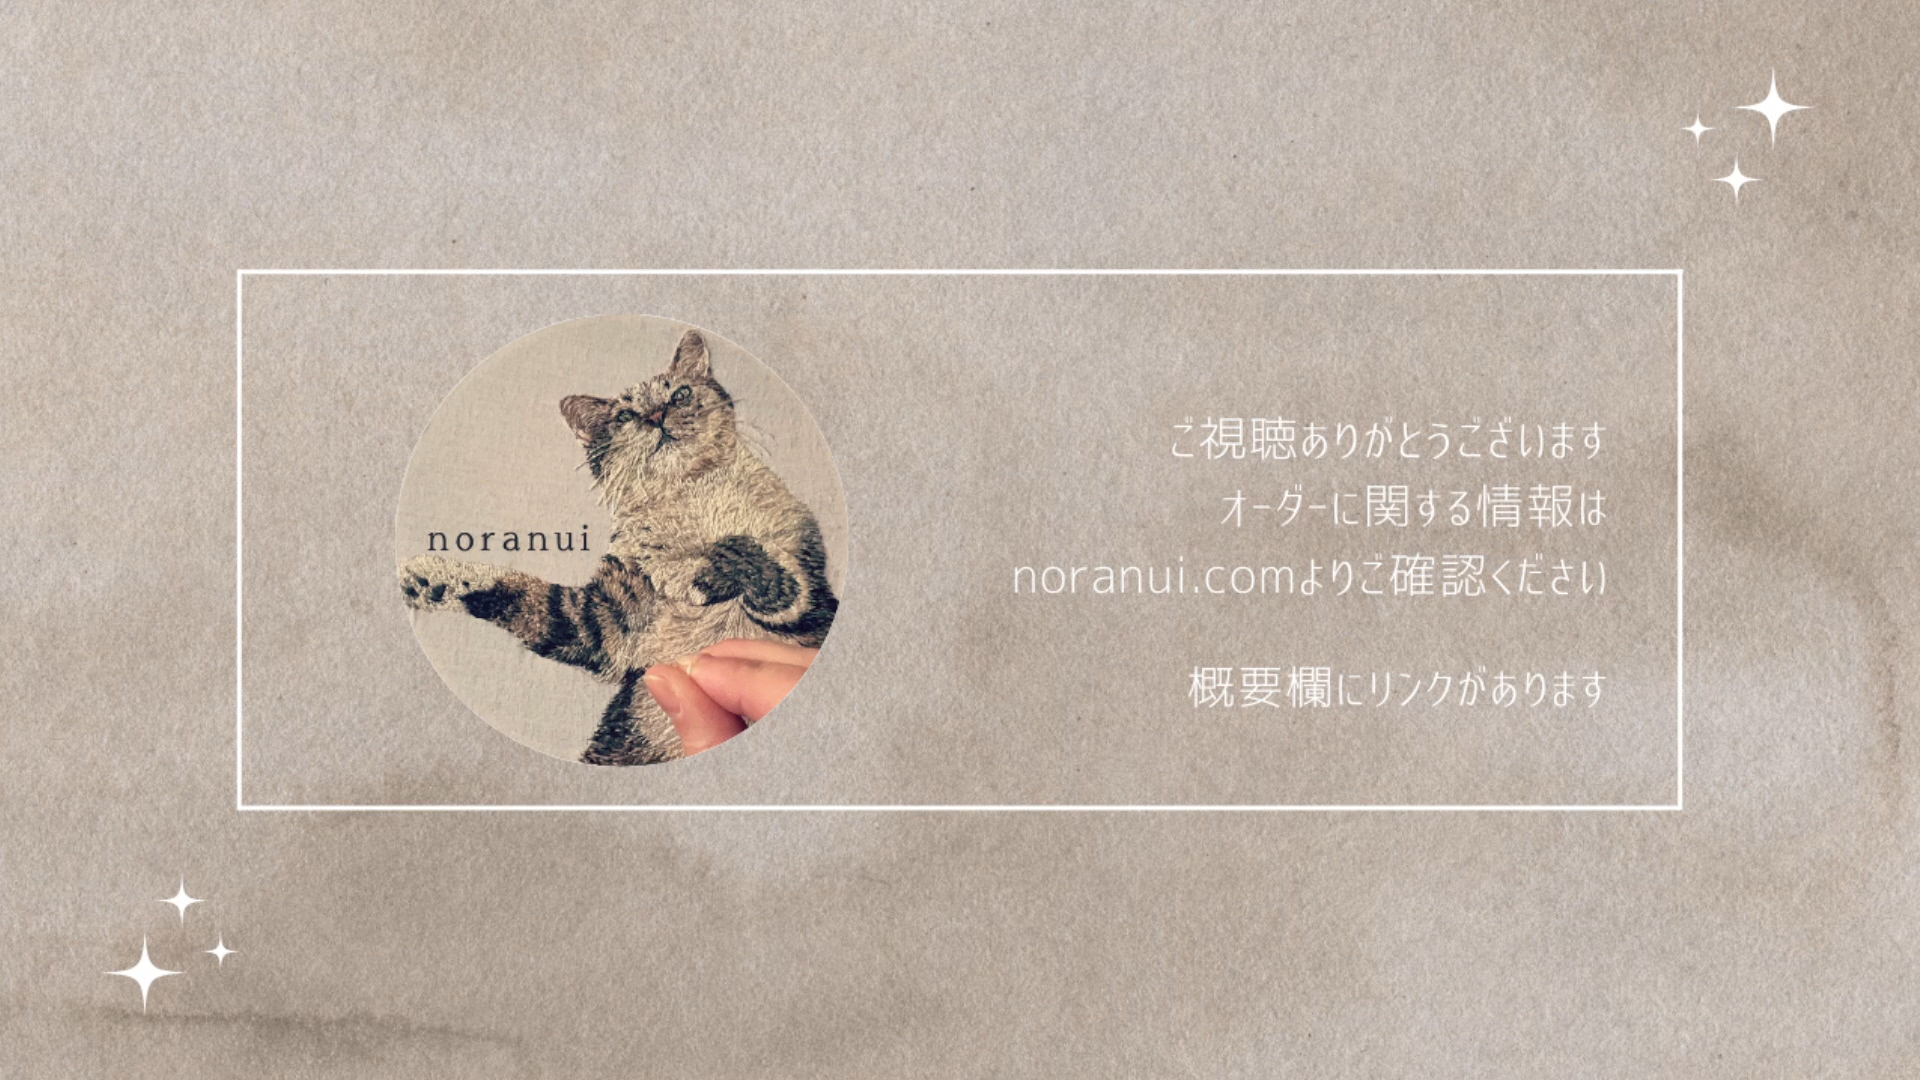 noranui
ご視聴ありがとうございます
オーダーに関する情報は
noranui.comよりご確認ください
概要欄にリンクがあります